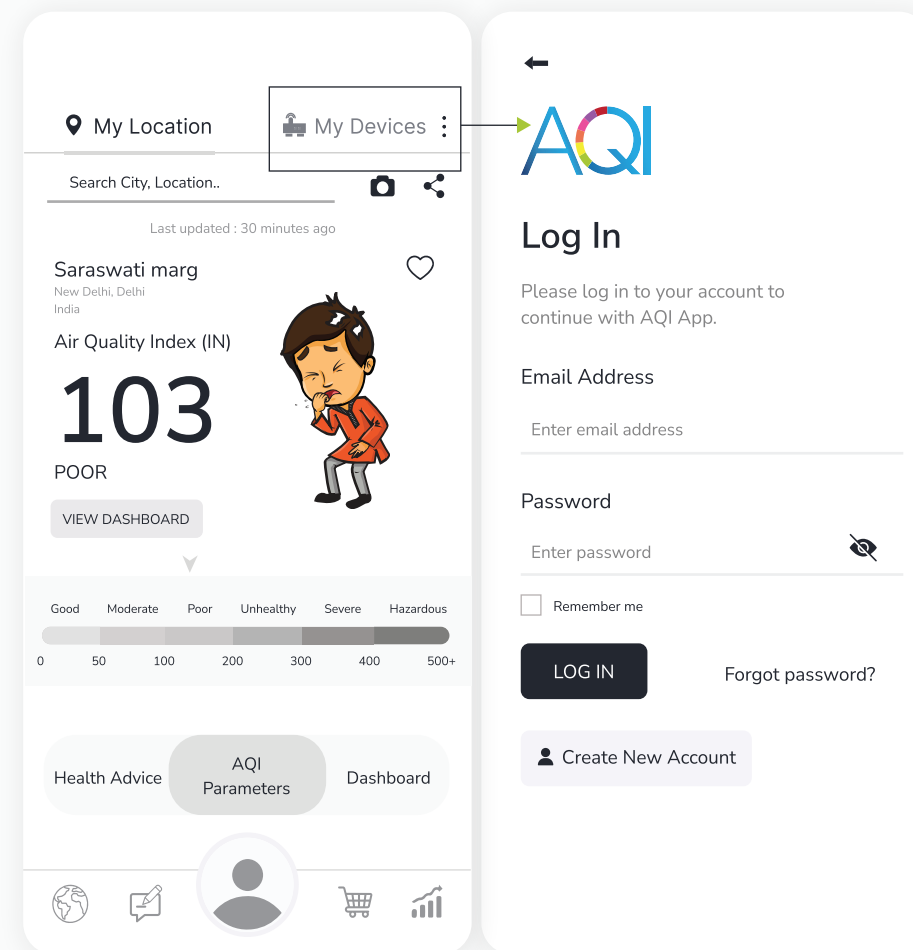 My Location
My Devices
Search City, Location..
Last updated : 30 minutes ago
Saraswati marg
New Delhi, Delhi
India
Air Quality Index (IN)
103
POOR
VIEW DASHBOARD
Good Moderate Poor Unhealthy Severe Hazardous
0 50 100 200 300 400 500+
Health Advice
AQI
Parameters
Dashboard
AQI
Log In
Please log in to your account to
continue with AQI App.
Email Address
Enter email address
Password
Enter password
Remember me
LOG IN
Forgot password?
Create New Account